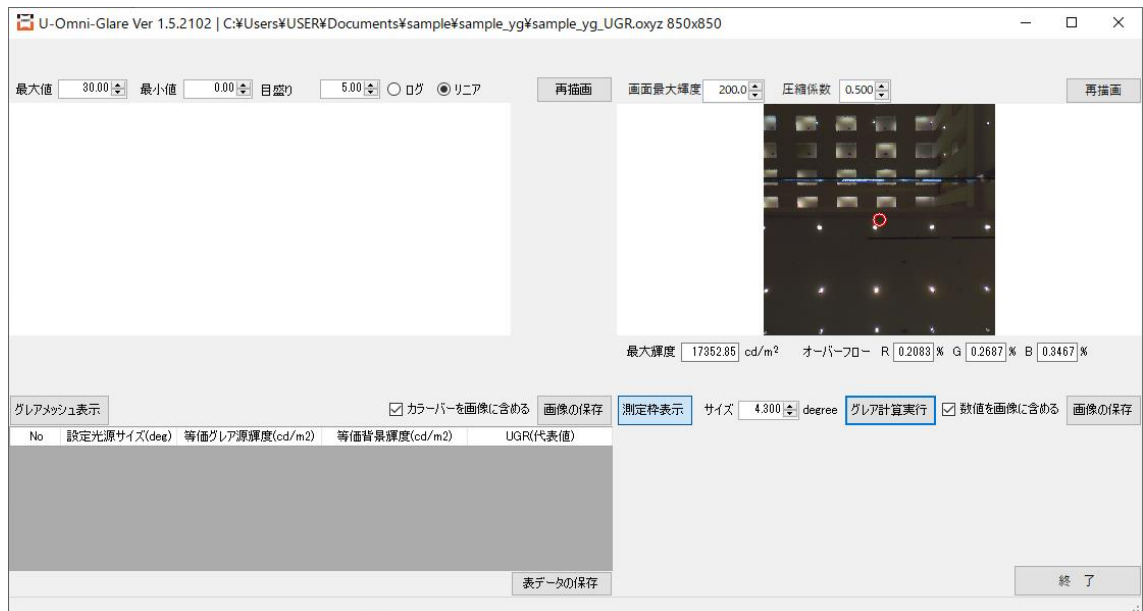 U-Omni-Glare Ver 1.5.2102 | C:¥Users¥USER¥Documents¥sample¥sample_yg¥sample_yg_UGR.oxyz 850x850
最大値 30.00 最小値 0.00 目盛り 5.00 ログ リニア 再描画
画面最大輝度 200.0 圧縮係数 0.500 再描画
最大輝度 17352.85 cd/m² オーバーフロー R 0.2083 % G 0.2687 % B 0.3467 %
グレアメッシュ表示 カラーバーを画像に含める 画像の保存
測定枠表示 サイズ 4.300 degree グレア計算実行 数値を画像に含める 画像の保存
No 設定光源サイズ(deg) 等価グレア源輝度(cd/m2) 等価背景輝度(cd/m2) UGR(代表値)
表データの保存
終 了